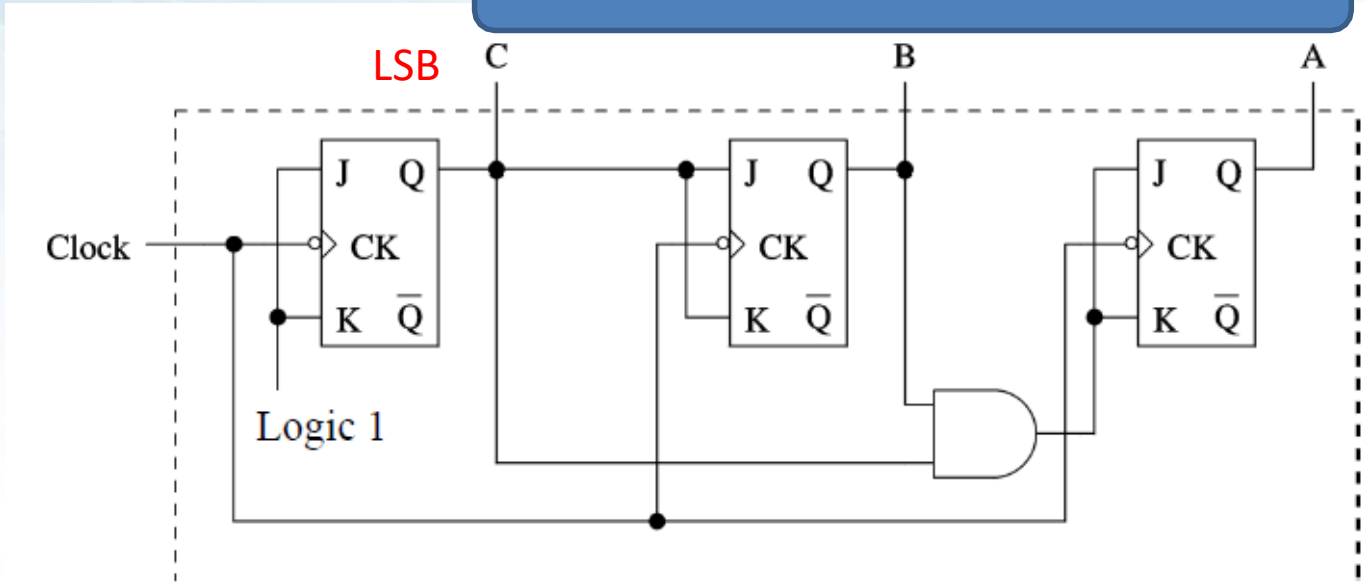 LSB C B A
J Q J Q J Q
Clock CK CK CK
K Q̅ K Q̅ K Q̅
Logic 1